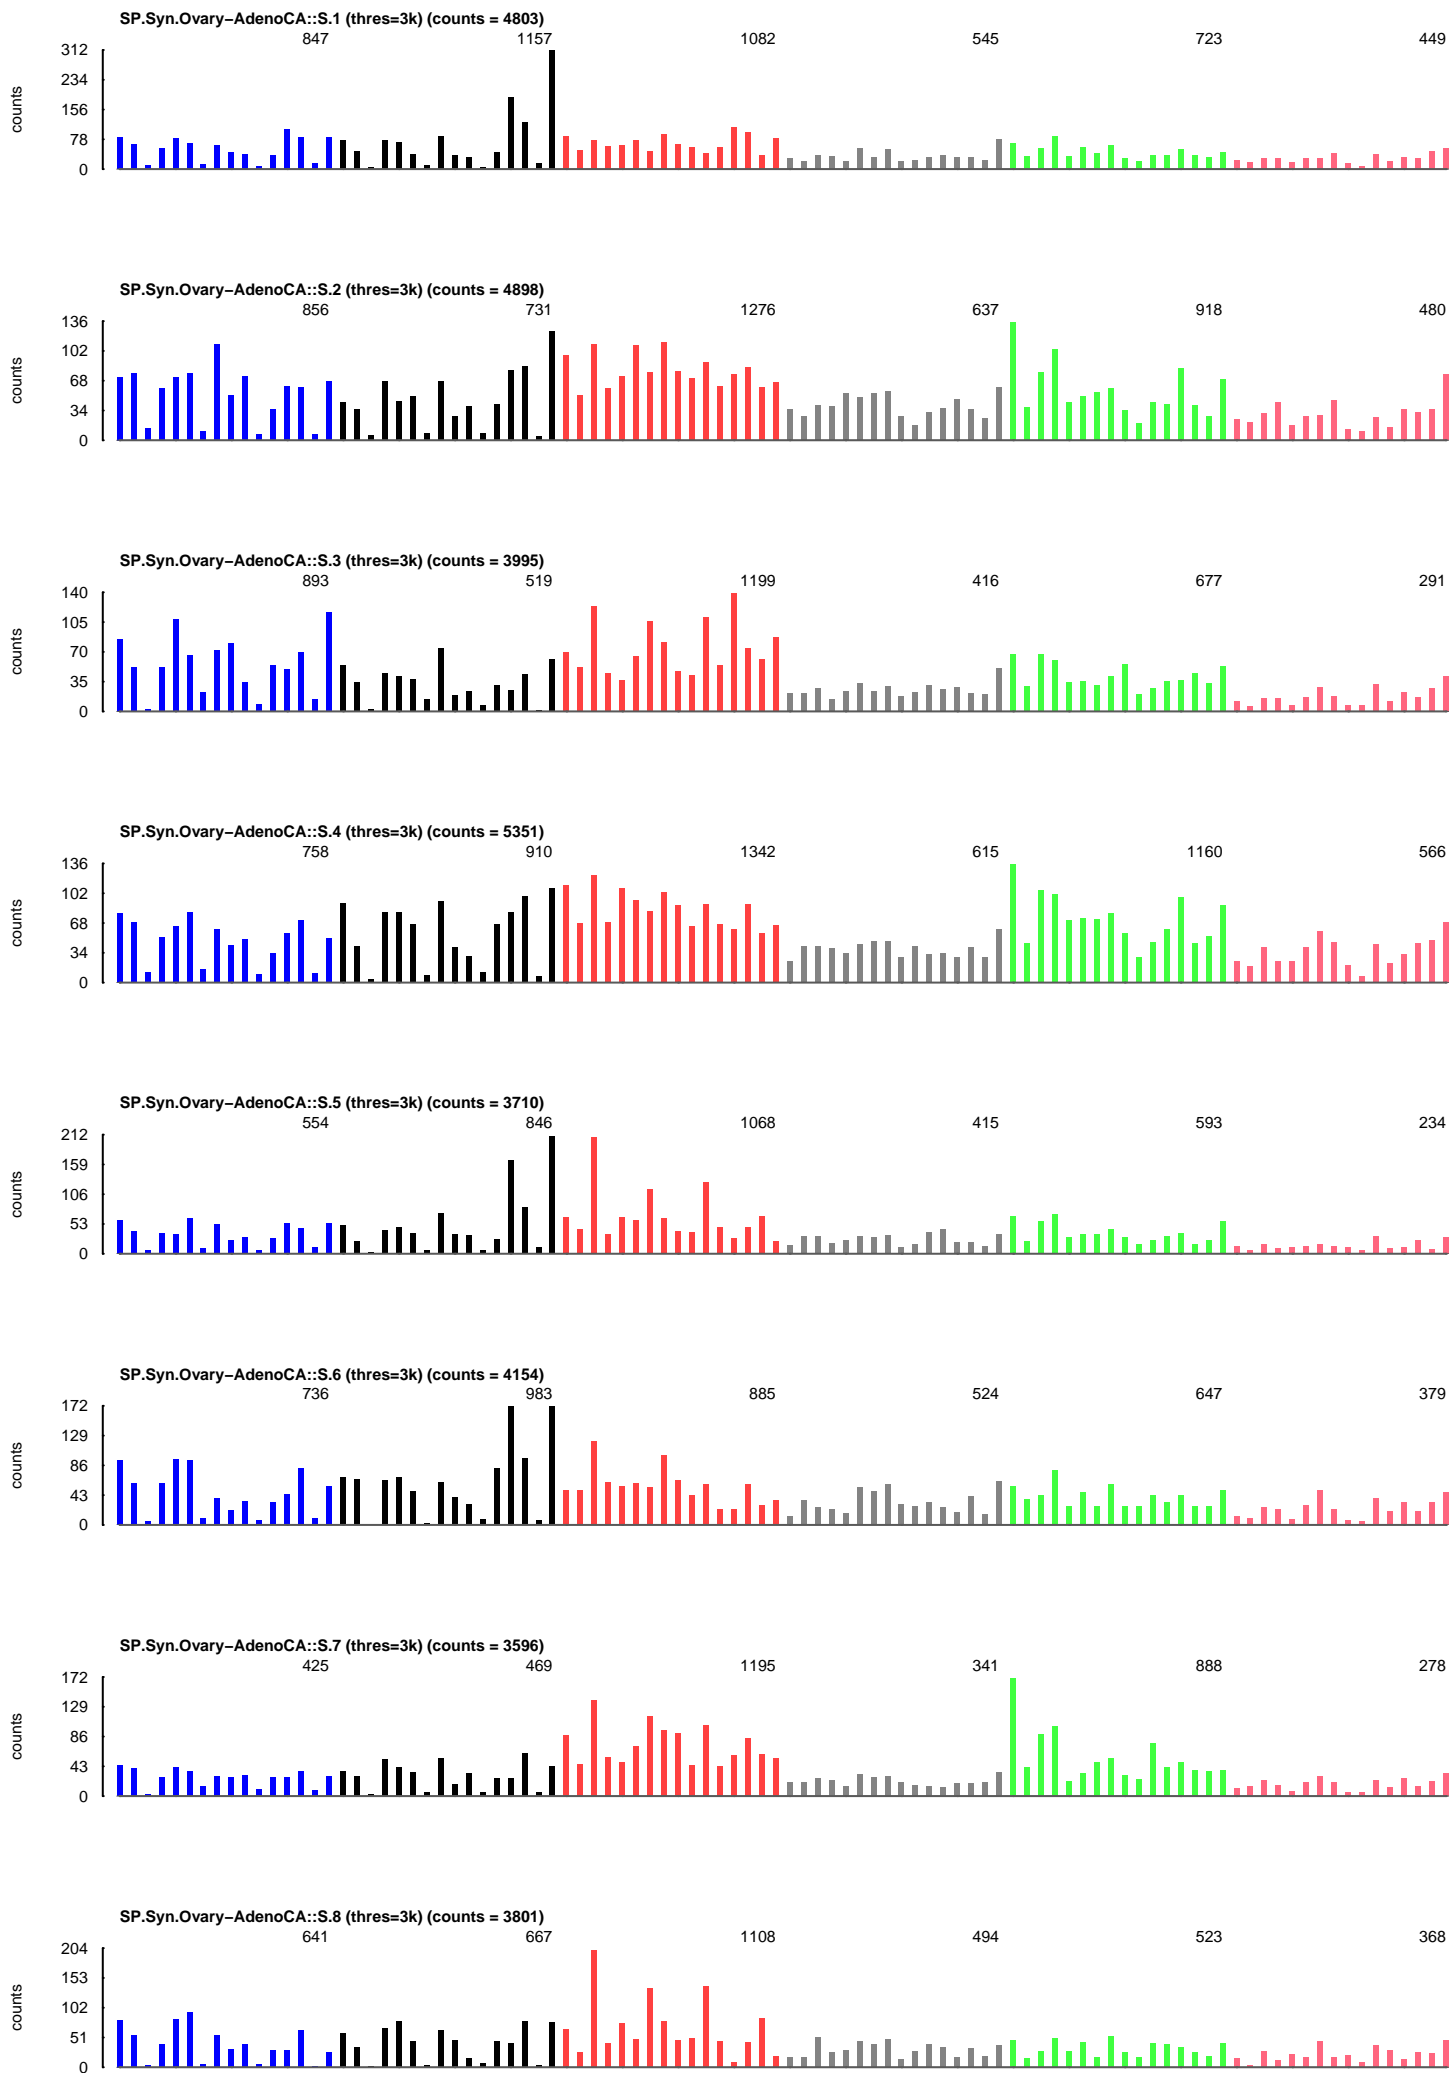 SP.Syn.Ovary−AdenoCA::S.1 (thres=3k) (counts = 4803)
847 1157 1082 545 723 449
312
234
156
78
0
counts
SP.Syn.Ovary−AdenoCA::S.2 (thres=3k) (counts = 4898)
856 731 1276 637 918 480
136
102
68
34
0
counts
SP.Syn.Ovary−AdenoCA::S.3 (thres=3k) (counts = 3995)
893 519 1199 416 677 291
140
105
70
35
0
counts
SP.Syn.Ovary−AdenoCA::S.4 (thres=3k) (counts = 5351)
758 910 1342 615 1160 566
136
102
68
34
0
counts
SP.Syn.Ovary−AdenoCA::S.5 (thres=3k) (counts = 3710)
554 846 1068 415 593 234
212
159
106
53
0
counts
SP.Syn.Ovary−AdenoCA::S.6 (thres=3k) (counts = 4154)
736 983 885 524 647 379
172
129
86
43
0
counts
SP.Syn.Ovary−AdenoCA::S.7 (thres=3k) (counts = 3596)
425 469 1195 341 888 278
172
129
86
43
0
counts
SP.Syn.Ovary−AdenoCA::S.8 (thres=3k) (counts = 3801)
641 667 1108 494 523 368
204
153
102
51
0
counts